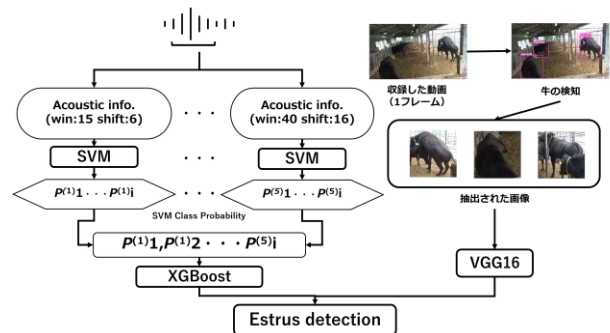 Acoustic info.
(win:15 shift:6)
· · ·
Acoustic info.
(win:40 shift:16)
SVM
· · ·
SVM
P(1)1 · · · P(1)i
· · ·
P(5)1 · · · P(5)i
SVM Class Probability
P(1)1,P(1)2 · · · P(5)i
XGBoost
収録した動画
(1フレーム)
牛の検知
抽出された画像
VGG16
Estrus detection